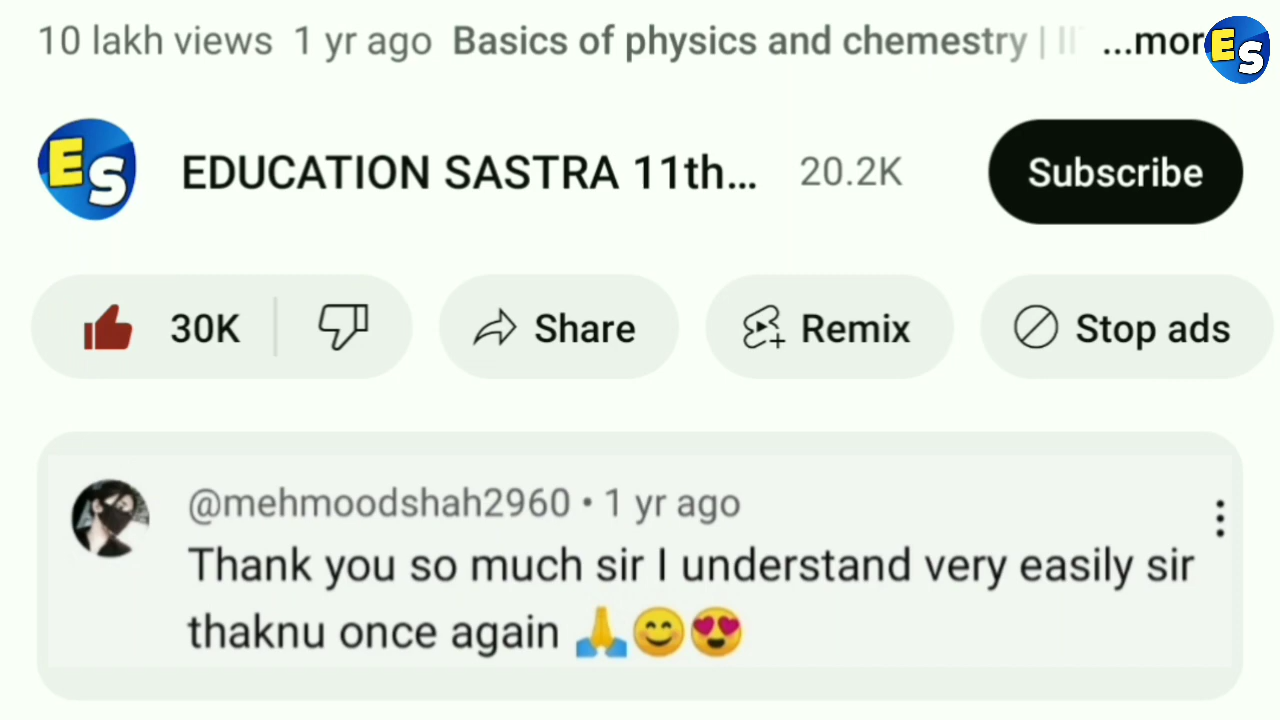 10 lakh views 1 yr ago Basics of physics and chemestry | ...mor
ES
ES
EDUCATION SASTRA 11th... 20.2K Subscribe
30K Share Remix Stop ads
@mehmoodshah2960 • 1 yr ago
Thank you so much sir I understand very easily sir
thaknu once again 🙏😊😍